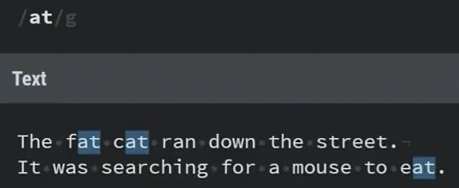 /at/g
Text
The fat cat ran down the street.
It was searching for a mouse to eat.